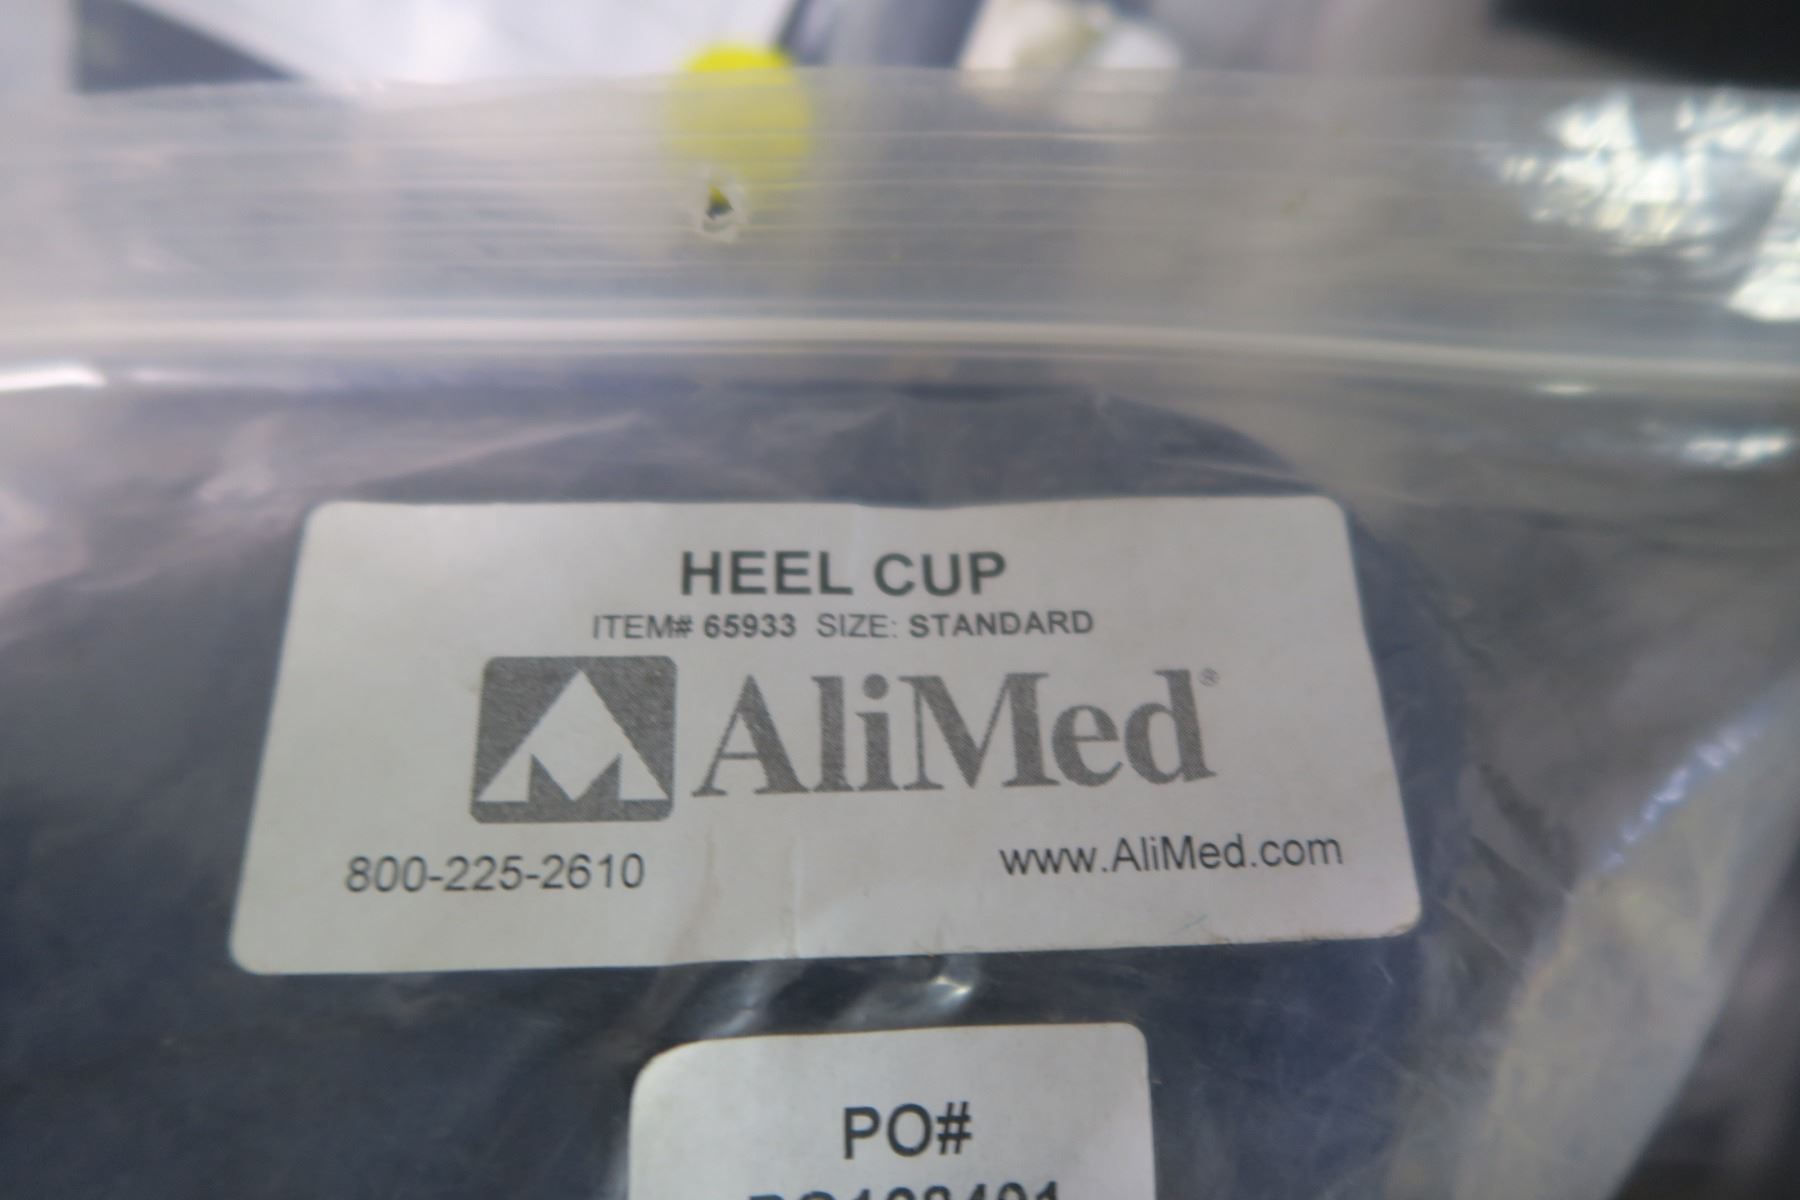 HEEL CUP
ITEM# 65933 SIZE: STANDARD
AliMed®
800-225-2610
www.AliMed.com
PO#